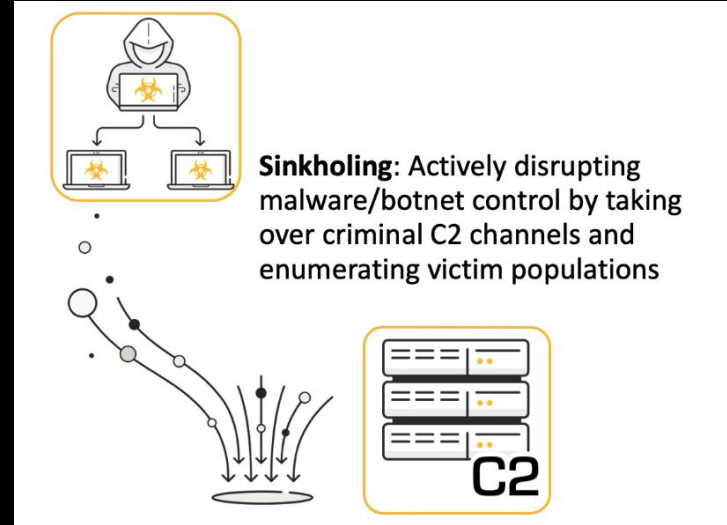 Sinkholing: Actively disrupting
malware/botnet control by taking
over criminal C2 channels and
enumerating victim populations
C2